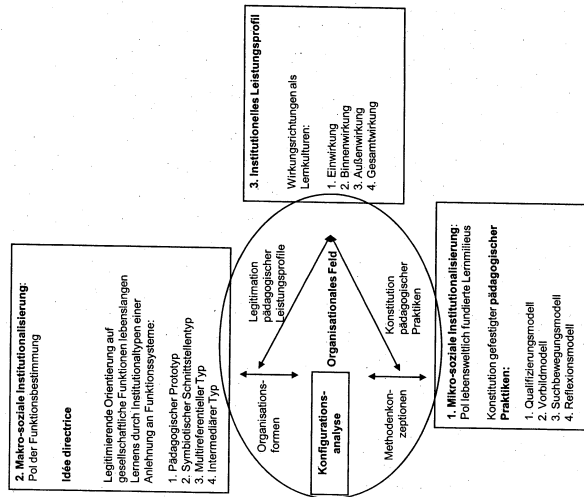 2. Makro-soziale Institutionalisierung:
Pol der Funktionsbestimmung
Idée directrice
Legitimierende Orientierung auf
gesellschaftliche Funktionen lebenslangen
Lernens durch Institutionaltypen einer
Anlehnung an Funktionssysteme:
1. Pädagogischer Prototyp
2. Symbiotischer Schnittstellentyp
3. Multireferentieller Typ
4. Intermediärer Typ
Organisations-
formen
Legitimation
pädagogischer
Leistungsprofile
Konfigurations-
analyse
Organisationales Feld
Methodenkon-
zeptionen
Konstitution
pädagogischer
Praktiken
3. Institutionelles Leistungsprofil
Wirkungsrichtungen als
Lernkulturen:
1. Einwirkung
2. Binnenwirkung
3. Außenwirkung
4. Gesamtwirkung
1. Mikro-soziale Institutionalisierung:
Pol lebensweltlich fundierte Lernmilieus
Konstitution gefestigter pädagogischer
Praktiken:
1. Qualifizierungsmodell
2. Vorbildmodell
3. Suchbewegungsmodell
4. Reflexionsmodell